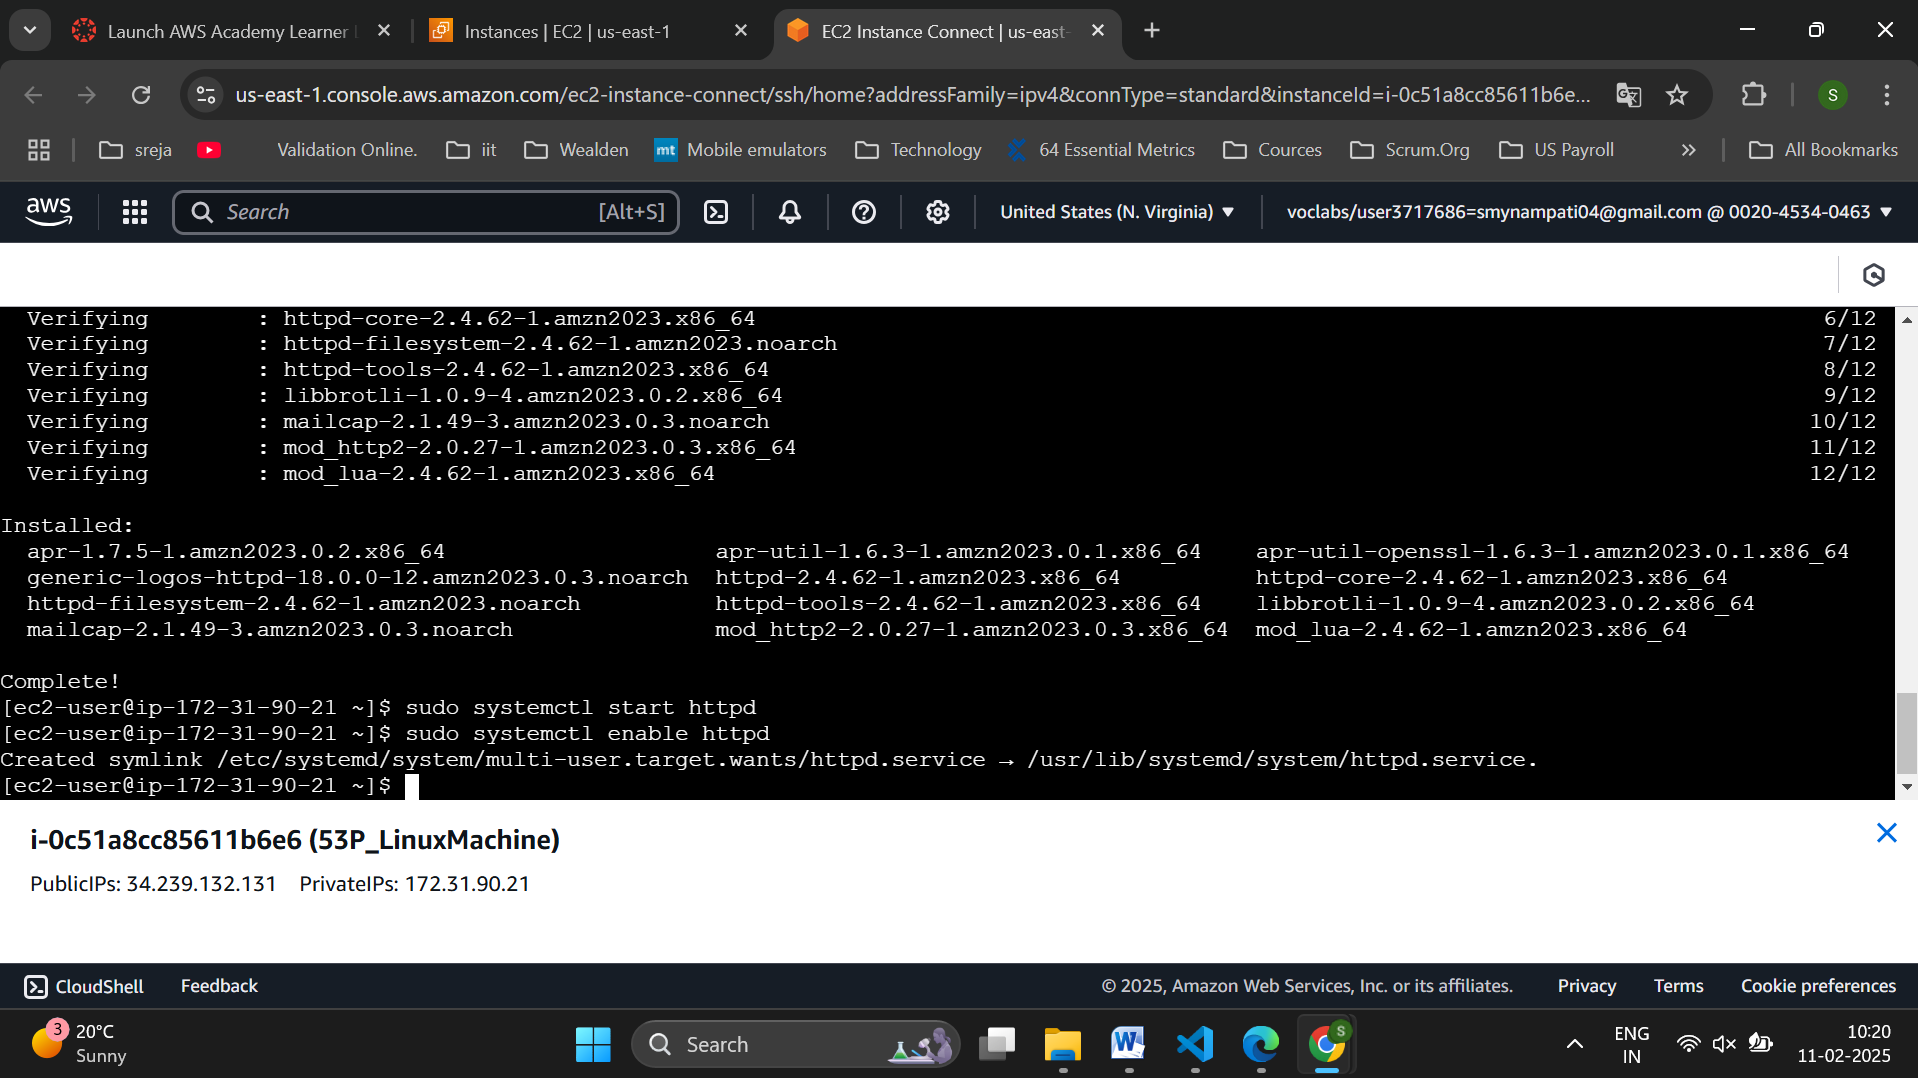 Launch AWS Academy Learner L
Instances | EC2 | us-east-1
EC2 Instance Connect | us-east-
us-east-1.console.aws.amazon.com/ec2-instance-connect/ssh/home?addressFamily=ipv4&connType=standard&instanceId=i-0c51a8cc85611b6e...
S
sreja
Validation Online.
iit
Wealden
mt
Mobile emulators
Technology
64 Essential Metrics
Cources
Scrum.Org
US Payroll
»
All Bookmarks
aws
Search [Alt+S]
United States (N. Virginia) ▼
voclabs/user3717686=smynampati04@gmail.com @ 0020-4534-0463 ▼
Verifying : httpd-core-2.4.62-1.amzn2023.x86_64 6/12
Verifying : httpd-filesystem-2.4.62-1.amzn2023.noarch 7/12
Verifying : httpd-tools-2.4.62-1.amzn2023.x86_64 8/12
Verifying : libbrotli-1.0.9-4.amzn2023.0.2.x86_64 9/12
Verifying : mailcap-2.1.49-3.amzn2023.0.3.noarch 10/12
Verifying : mod_http2-2.0.27-1.amzn2023.0.3.x86_64 11/12
Verifying : mod_lua-2.4.62-1.amzn2023.x86_64 12/12
Installed:
apr-1.7.5-1.amzn2023.0.2.x86_64 apr-util-1.6.3-1.amzn2023.0.1.x86_64 apr-util-openssl-1.6.3-1.amzn2023.0.1.x86_64
generic-logos-httpd-18.0.0-12.amzn2023.0.3.noarch httpd-2.4.62-1.amzn2023.x86_64 httpd-core-2.4.62-1.amzn2023.x86_64
httpd-filesystem-2.4.62-1.amzn2023.noarch httpd-tools-2.4.62-1.amzn2023.x86_64 libbrotli-1.0.9-4.amzn2023.0.2.x86_64
mailcap-2.1.49-3.amzn2023.0.3.noarch mod_http2-2.0.27-1.amzn2023.0.3.x86_64 mod_lua-2.4.62-1.amzn2023.x86_64
Complete!
[ec2-user@ip-172-31-90-21 ~]$ sudo systemctl start httpd
[ec2-user@ip-172-31-90-21 ~]$ sudo systemctl enable httpd
Created symlink /etc/systemd/system/multi-user.target.wants/httpd.service → /usr/lib/systemd/system/httpd.service.
[ec2-user@ip-172-31-90-21 ~]$
i-0c51a8cc85611b6e6 (53P_LinuxMachine)
PublicIPs: 34.239.132.131 PrivateIPs: 172.31.90.21
CloudShell Feedback © 2025, Amazon Web Services, Inc. or its affiliates. Privacy Terms Cookie preferences
3
20°C
Sunny
Search
S
ENG
IN
10:20
11-02-2025